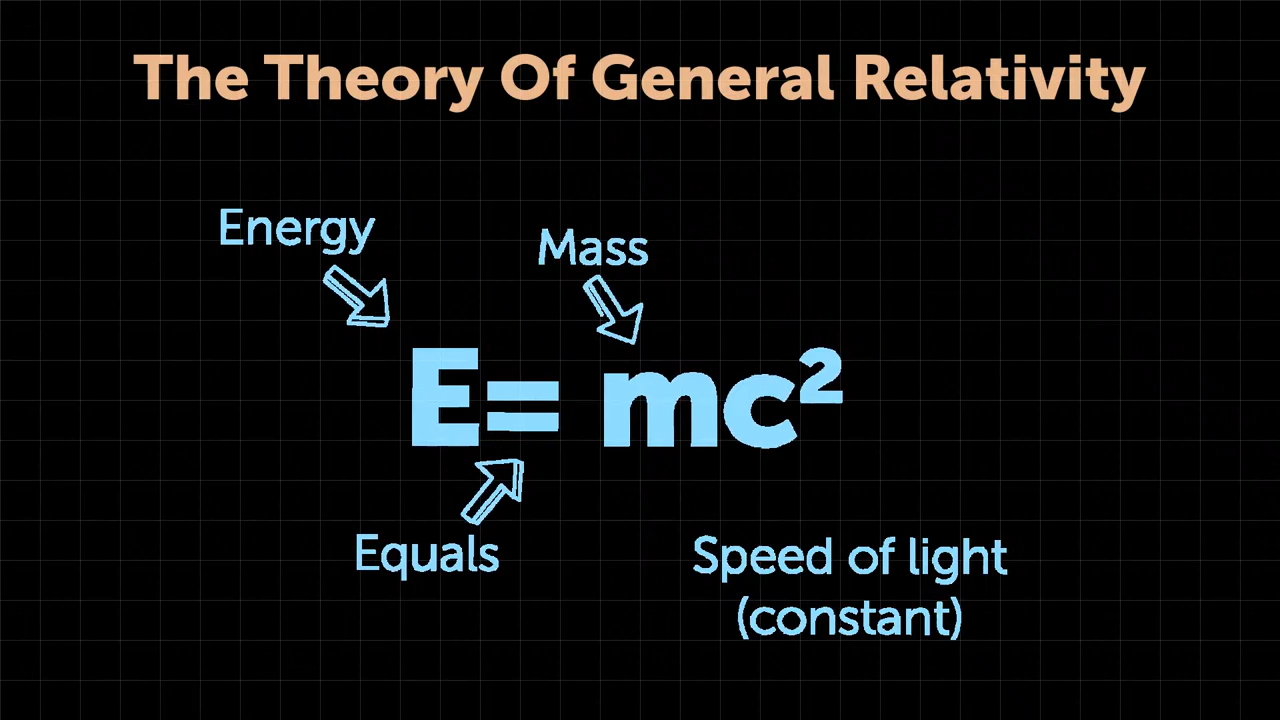 The Theory Of General Relativity
Energy
Mass
E= mc²
Equals
Speed of light
(constant)